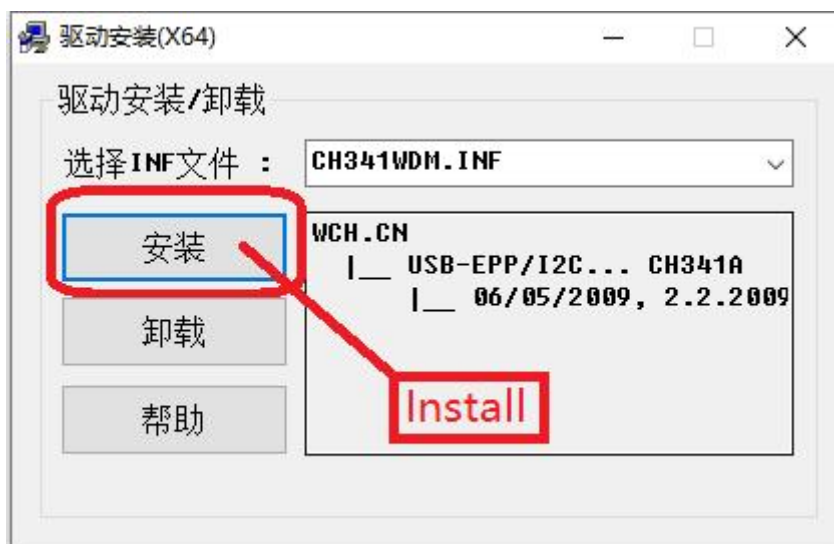 驱动安装(X64)
驱动安装/卸载
选择INF文件 :
CH341WDM.INF
安装
卸载
帮助
WCH.CN
|__ USB-EPP/I2C... CH341A
|__ 06/05/2009, 2.2.2009
Install